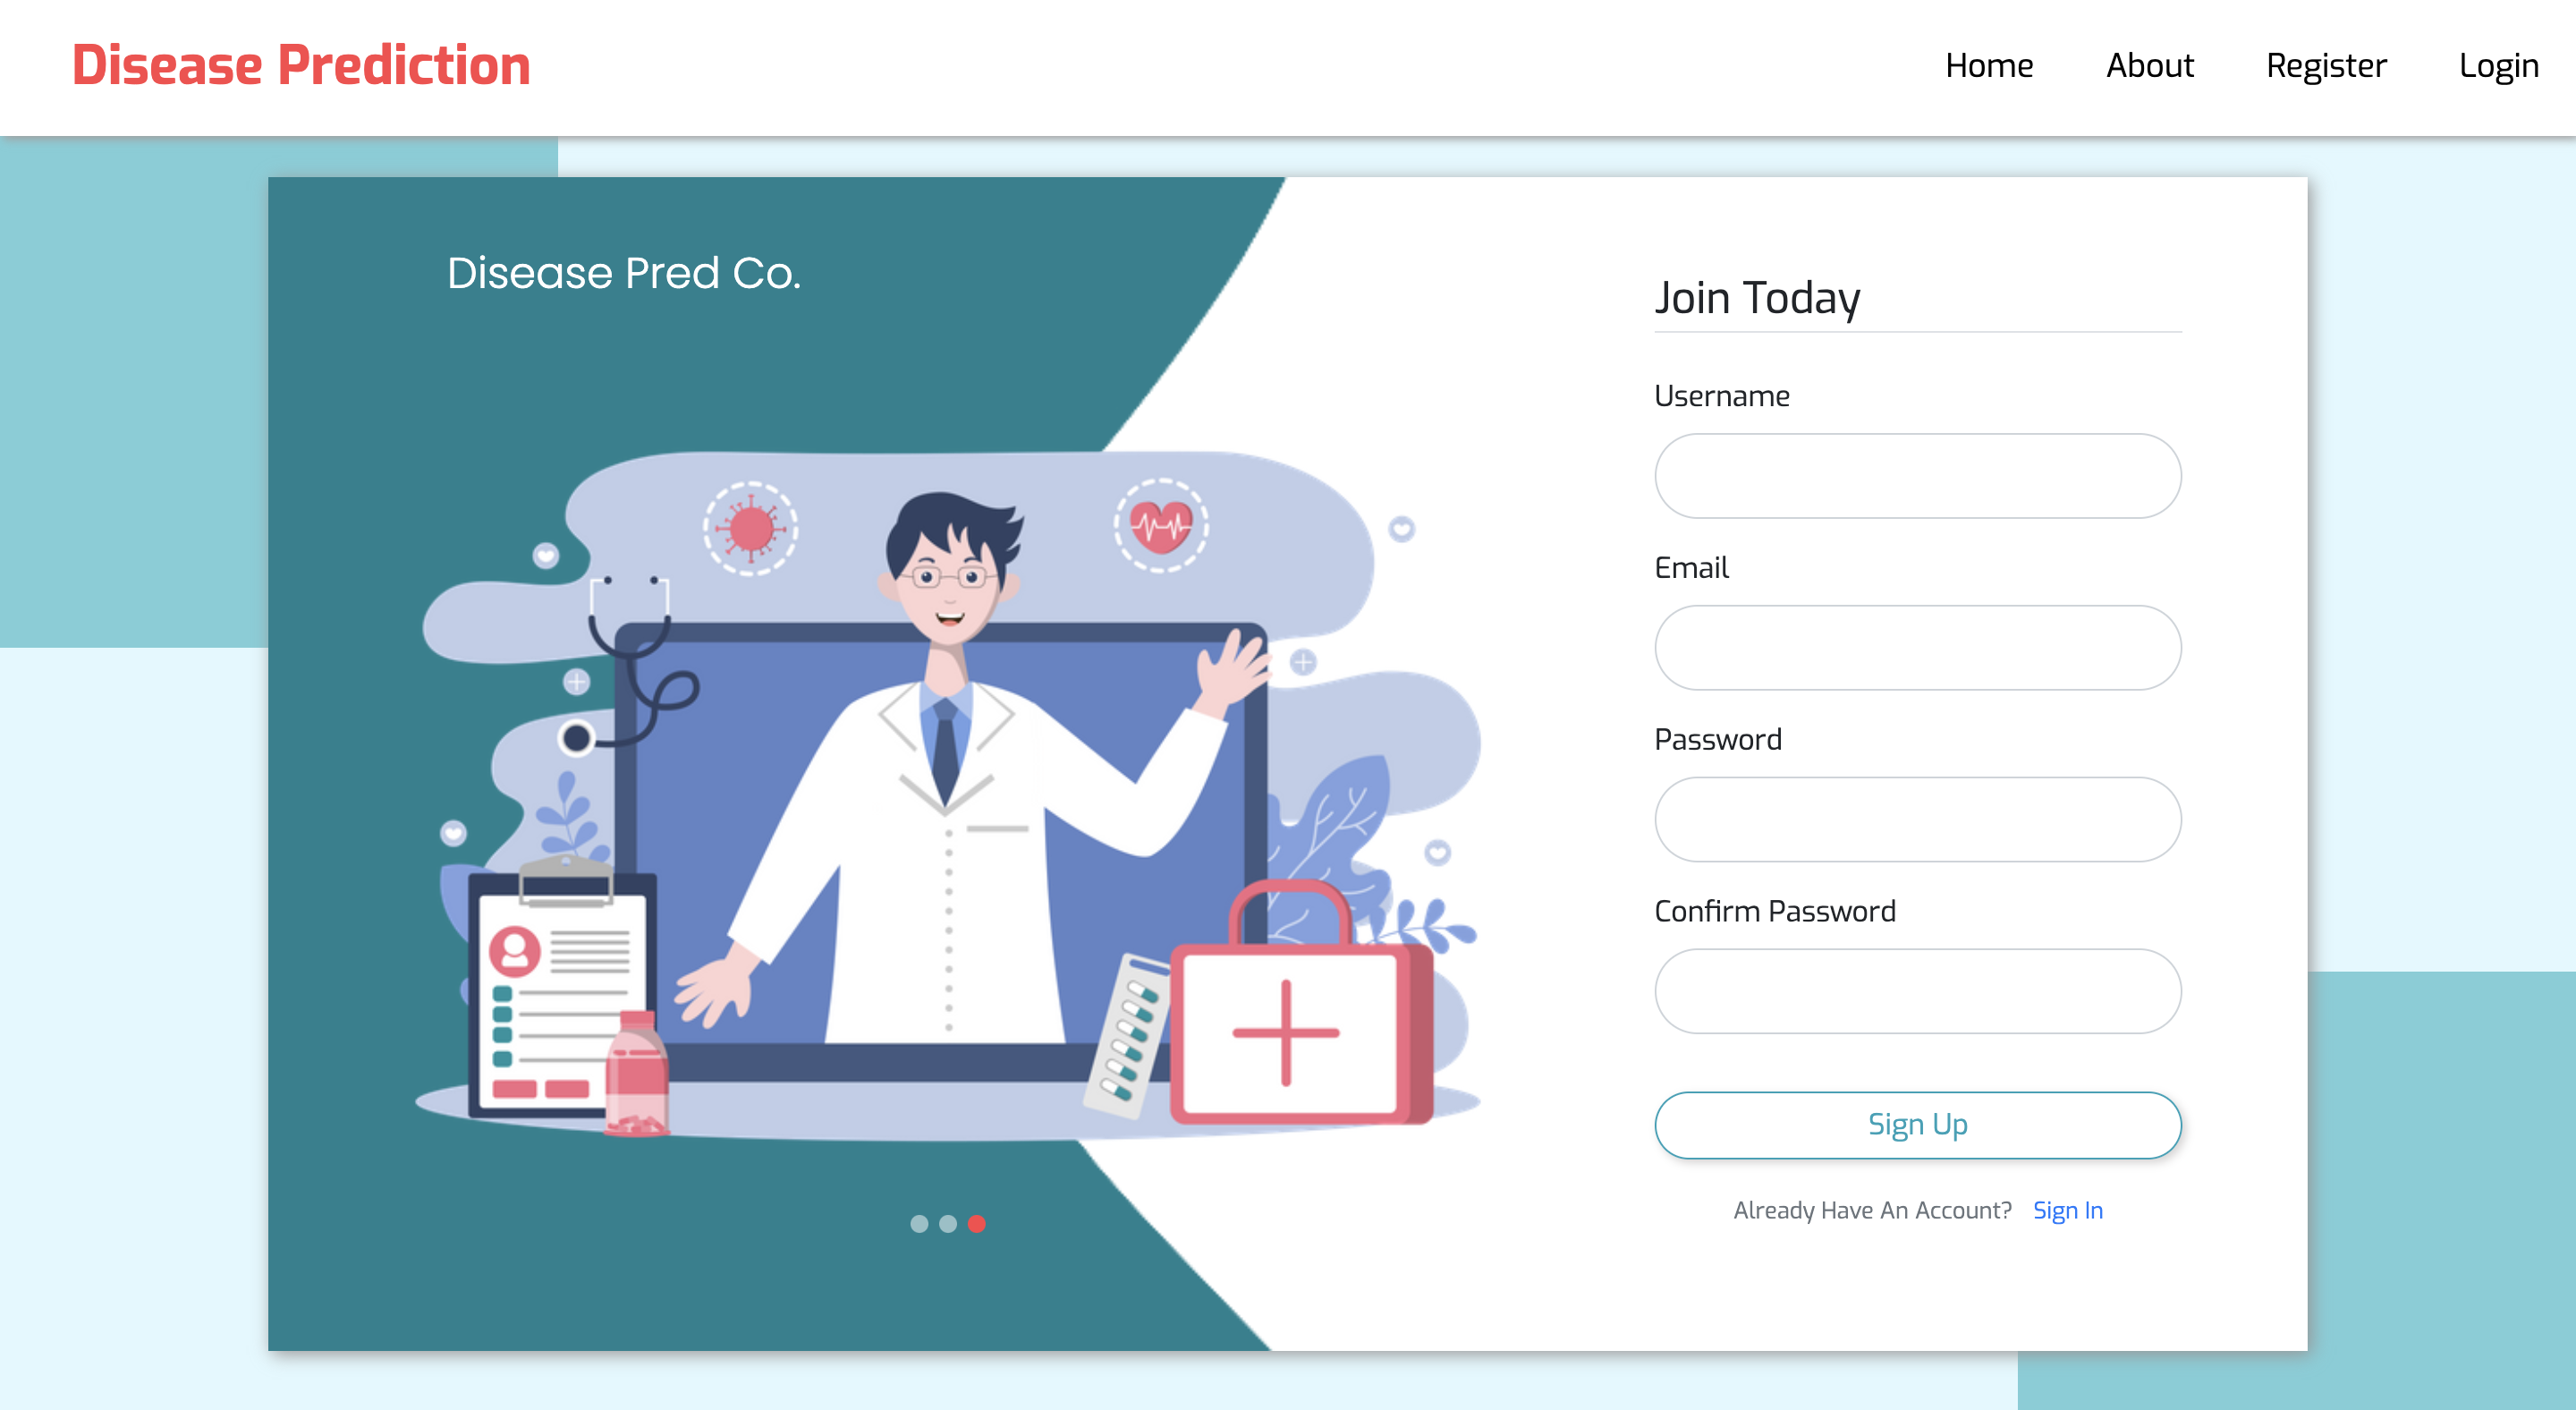 Disease Prediction
Home About Register Login
Disease Pred Co.
Join Today
Username
Email
Password
Confirm Password
Sign Up
Already Have An Account? Sign In